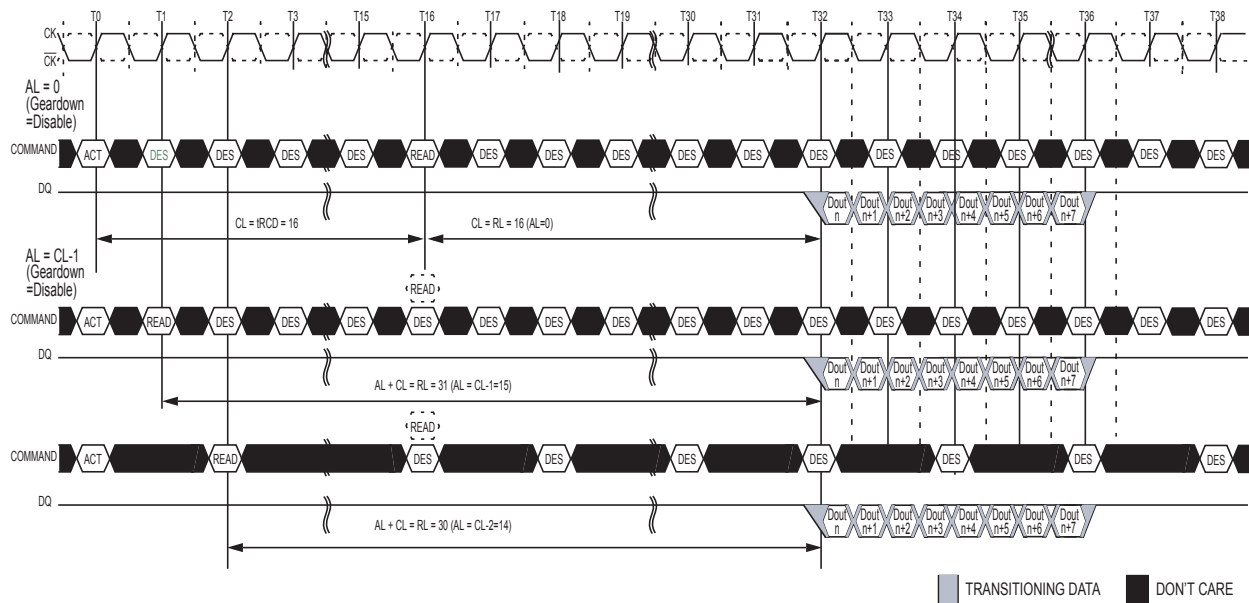 T0 T1 T2 T3 T15 T16 T17 T18 T19 T30 T31 T32 T33 T34 T35 T36 T37 T38
CK
CK
AL = 0
(Geardown
=Disable)
COMMAND ACT DES DES DES DES READ DES DES DES DES DES DES DES DES DES DES DES DES
DQ
Dout n Dout n+1 Dout n+2 Dout n+3 Dout n+4 Dout n+5 Dout n+6 Dout n+7
CL = tRCD = 16 CL = RL = 16 (AL=0)
AL = CL-1
(Geardown
=Disable)
READ
COMMAND ACT READ DES DES DES DES DES DES DES DES DES DES DES DES DES DES DES DES
DQ
Dout n Dout n+1 Dout n+2 Dout n+3 Dout n+4 Dout n+5 Dout n+6 Dout n+7
AL + CL = RL = 31 (AL = CL-1=15)
READ
COMMAND ACT READ DES DES DES DES DES DES DES
DQ
Dout n Dout n+1 Dout n+2 Dout n+3 Dout n+4 Dout n+5 Dout n+6 Dout n+7
AL + CL = RL = 30 (AL = CL-2=14)
TRANSITIONING DATA DON'T CARE